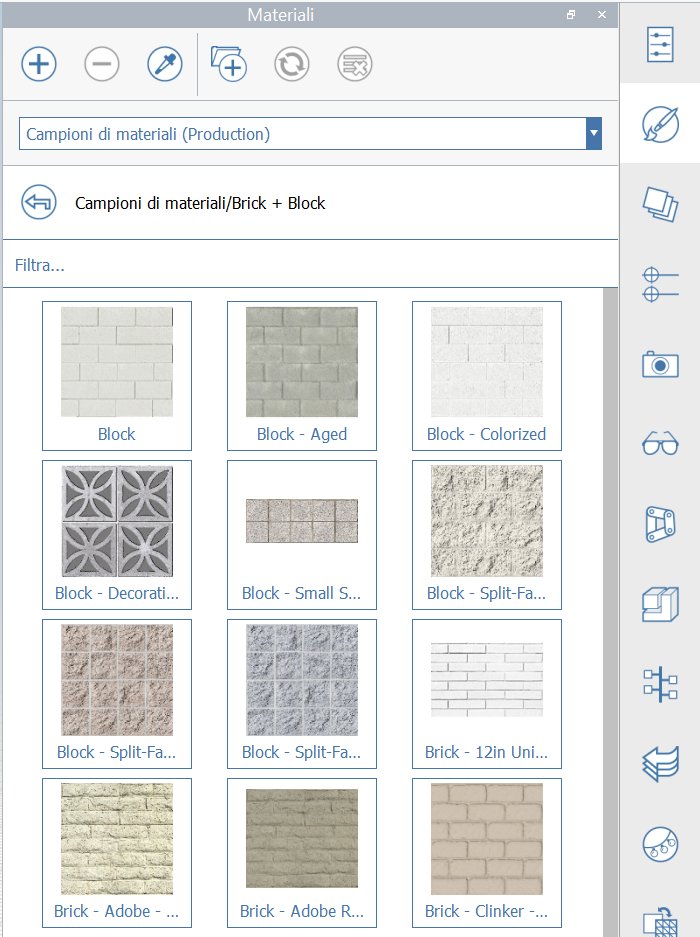 Materiali
Campioni di materiali (Production)
Campioni di materiali/Brick + Block
Filtra...
Block
Block - Aged
Block - Colorized
Block - Decorati...
Block - Small S...
Block - Split-Fa...
Block - Split-Fa...
Block - Split-Fa...
Brick - 12in Uni...
Brick - Adobe - ...
Brick - Adobe R...
Brick - Clinker -...